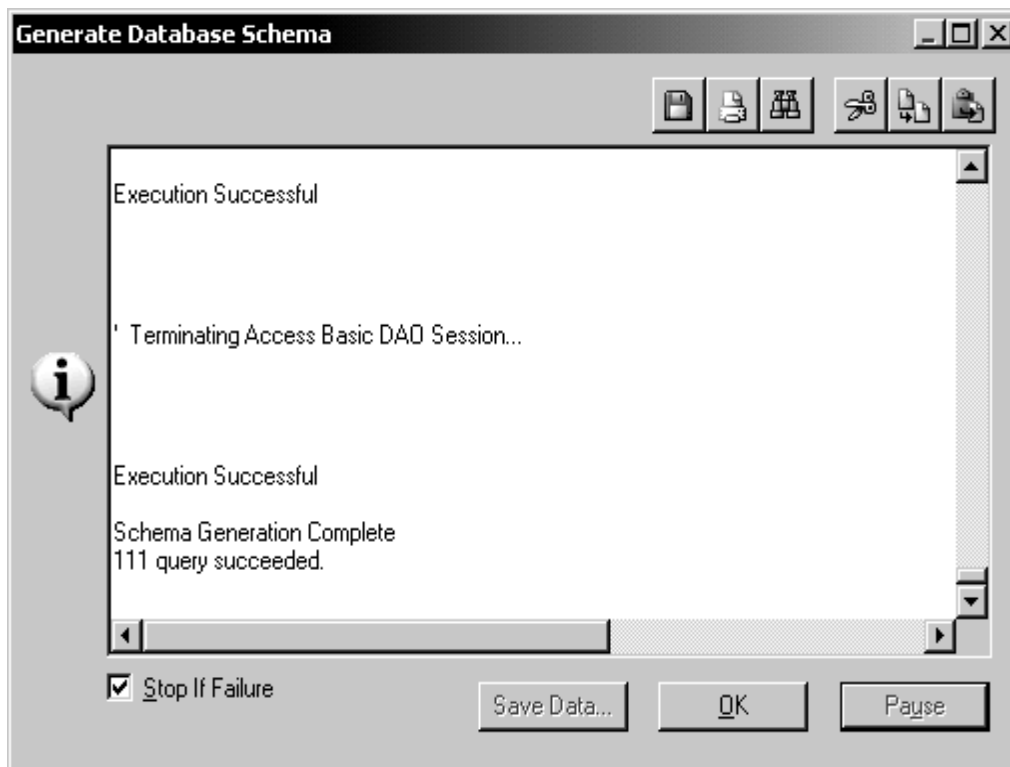 Generate Database Schema
Execution Successful
' Terminating Access Basic DAO Session...
Execution Successful
Schema Generation Complete
111 query succeeded.
Stop If Failure
Save Data...
OK
Pause